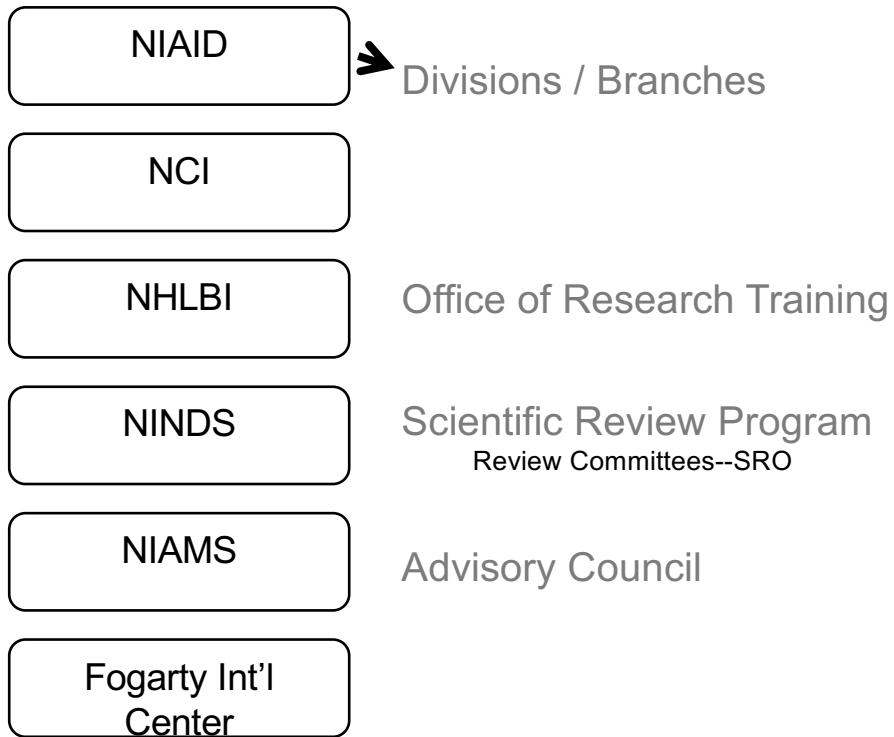 NIAID
Divisions / Branches
NCI
NHLBI
Office of Research Training
NINDS
Scientific Review Program
Review Committees--SRO
NIAMS
Advisory Council
Fogarty Int'l
Center